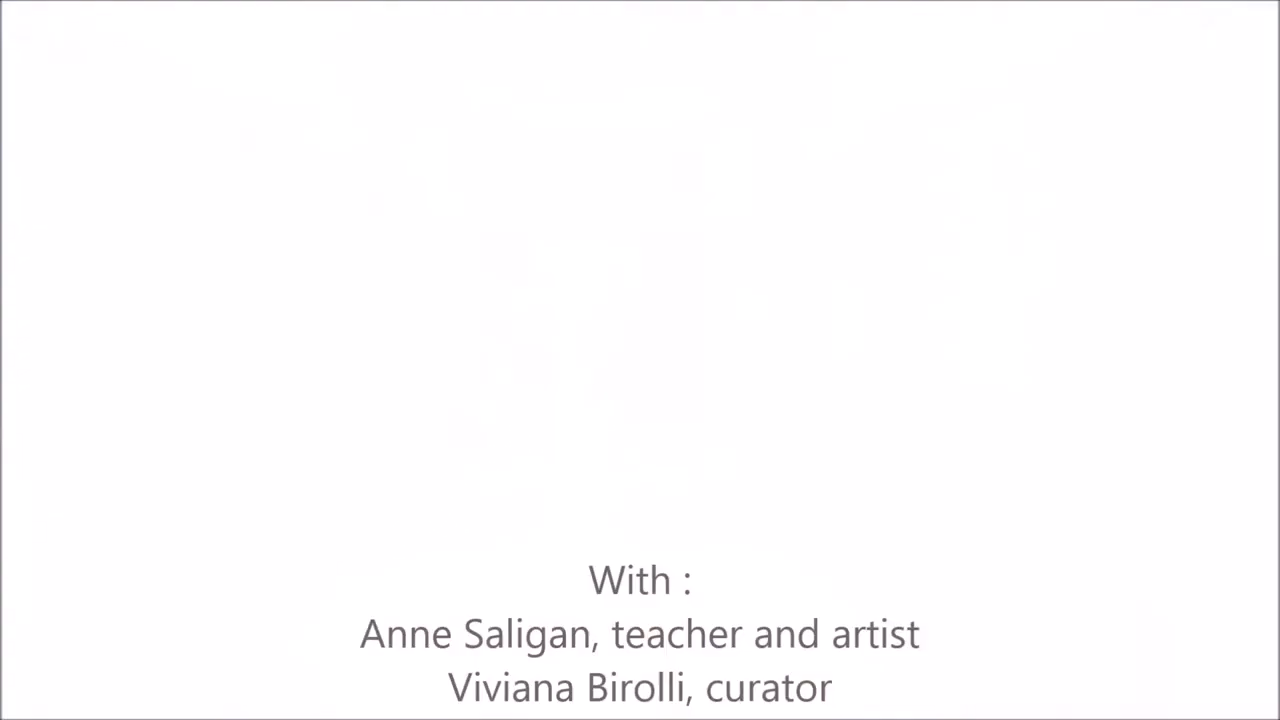 With :
Anne Saligan, teacher and artist
Viviana Birolli, curator